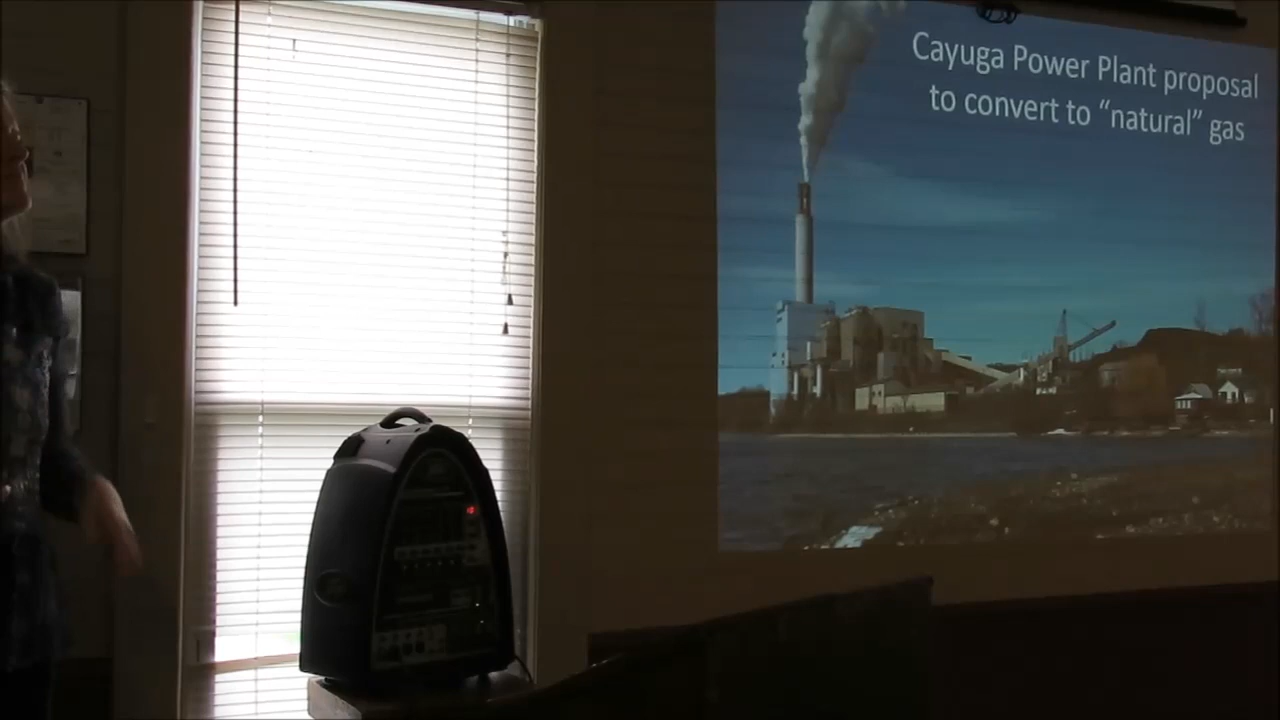 Cayuga Power Plant proposal
to convert to “natural” gas